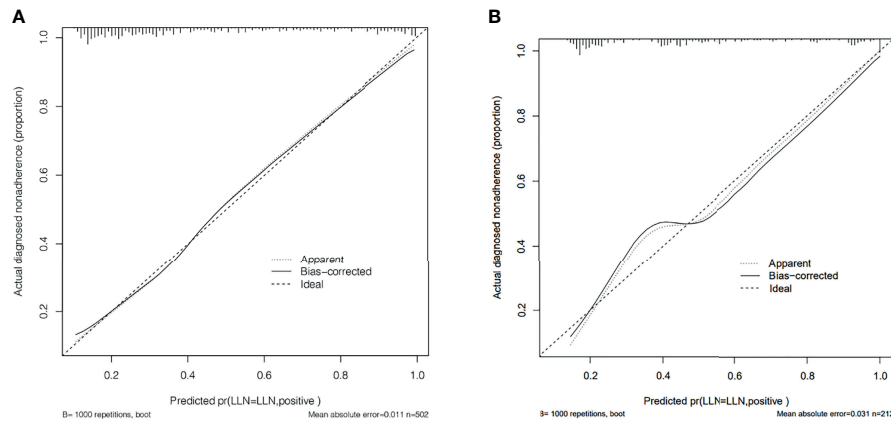 A
Actual diagnosed nonadherence (proportion)
1.0
0.8
0.6
0.4
0.2
Apparent
Bias-corrected
Ideal
0.2 0.4 0.6 0.8 1.0
Predicted pr(LLN=LLN,positive )
B= 1000 repetitions, boot Mean absolute error=0.011 n=502
B
Actual diagnosed nonadherence (proportion)
1.0
0.8
0.6
0.4
0.2
Apparent
Bias-corrected
Ideal
0.2 0.4 0.6 0.8 1.0
Predicted pr(LLN=LLN,positive )
B= 1000 repetitions, boot Mean absolute error=0.031 n=212